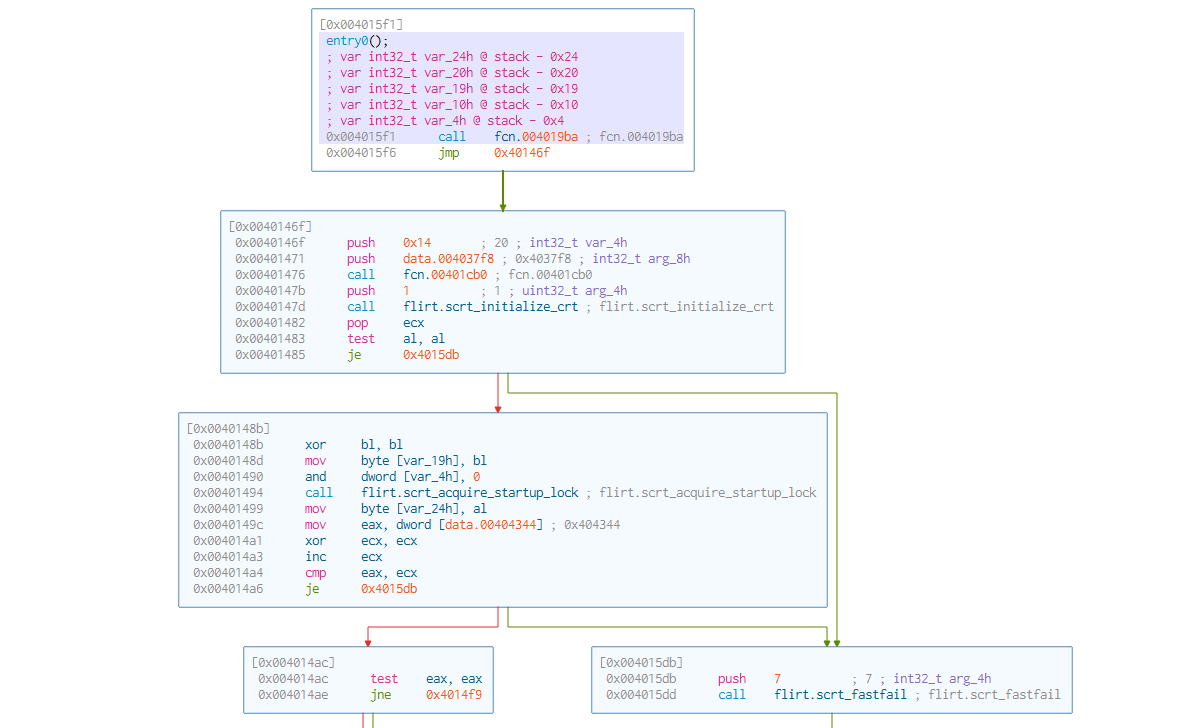 [0x004015f1]
entry0();
; var int32_t var_24h @ stack - 0x24
; var int32_t var_20h @ stack - 0x20
; var int32_t var_19h @ stack - 0x19
; var int32_t var_10h @ stack - 0x10
; var int32_t var_4h @ stack - 0x4
0x004015f1 call fcn.004019ba ; fcn.004019ba
0x004015f6 jmp 0x40146f
[0x0040146f]
0x0040146f push 0x14 ; 20 ; int32_t var_4h
0x00401471 push data.004037f8 ; 0x4037f8 ; int32_t arg_8h
0x00401476 call fcn.00401cb0 ; fcn.00401cb0
0x0040147b push 1 ; 1 ; uint32_t arg_4h
0x0040147d call flirt.scrt_initialize_crt ; flirt.scrt_initialize_crt
0x00401482 pop ecx
0x00401483 test al, al
0x00401485 je 0x4015db
[0x0040148b]
0x0040148b xor bl, bl
0x0040148d mov byte [var_19h], bl
0x00401490 and dword [var_4h], 0
0x00401494 call flirt.scrt_acquire_startup_lock ; flirt.scrt_acquire_startup_lock
0x00401499 mov byte [var_24h], al
0x0040149c mov eax, dword [data.00404344] ; 0x404344
0x004014a1 xor ecx, ecx
0x004014a3 inc ecx
0x004014a4 cmp eax, ecx
0x004014a6 je 0x4015db
[0x004014ac]
0x004014ac test eax, eax
0x004014ae jne 0x4014f9
[0x004015db]
0x004015db push 7 ; 7 ; int32_t arg_4h
0x004015dd call flirt.scrt_fastfail ; flirt.scrt_fastfail